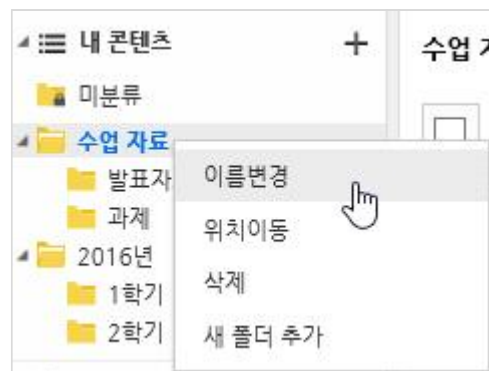 내 콘텐츠
수업
미분류
수업 자료
이름변경
발표자
과제
위치이동
2016년
1학기
삭제
2학기
새 폴더 추가